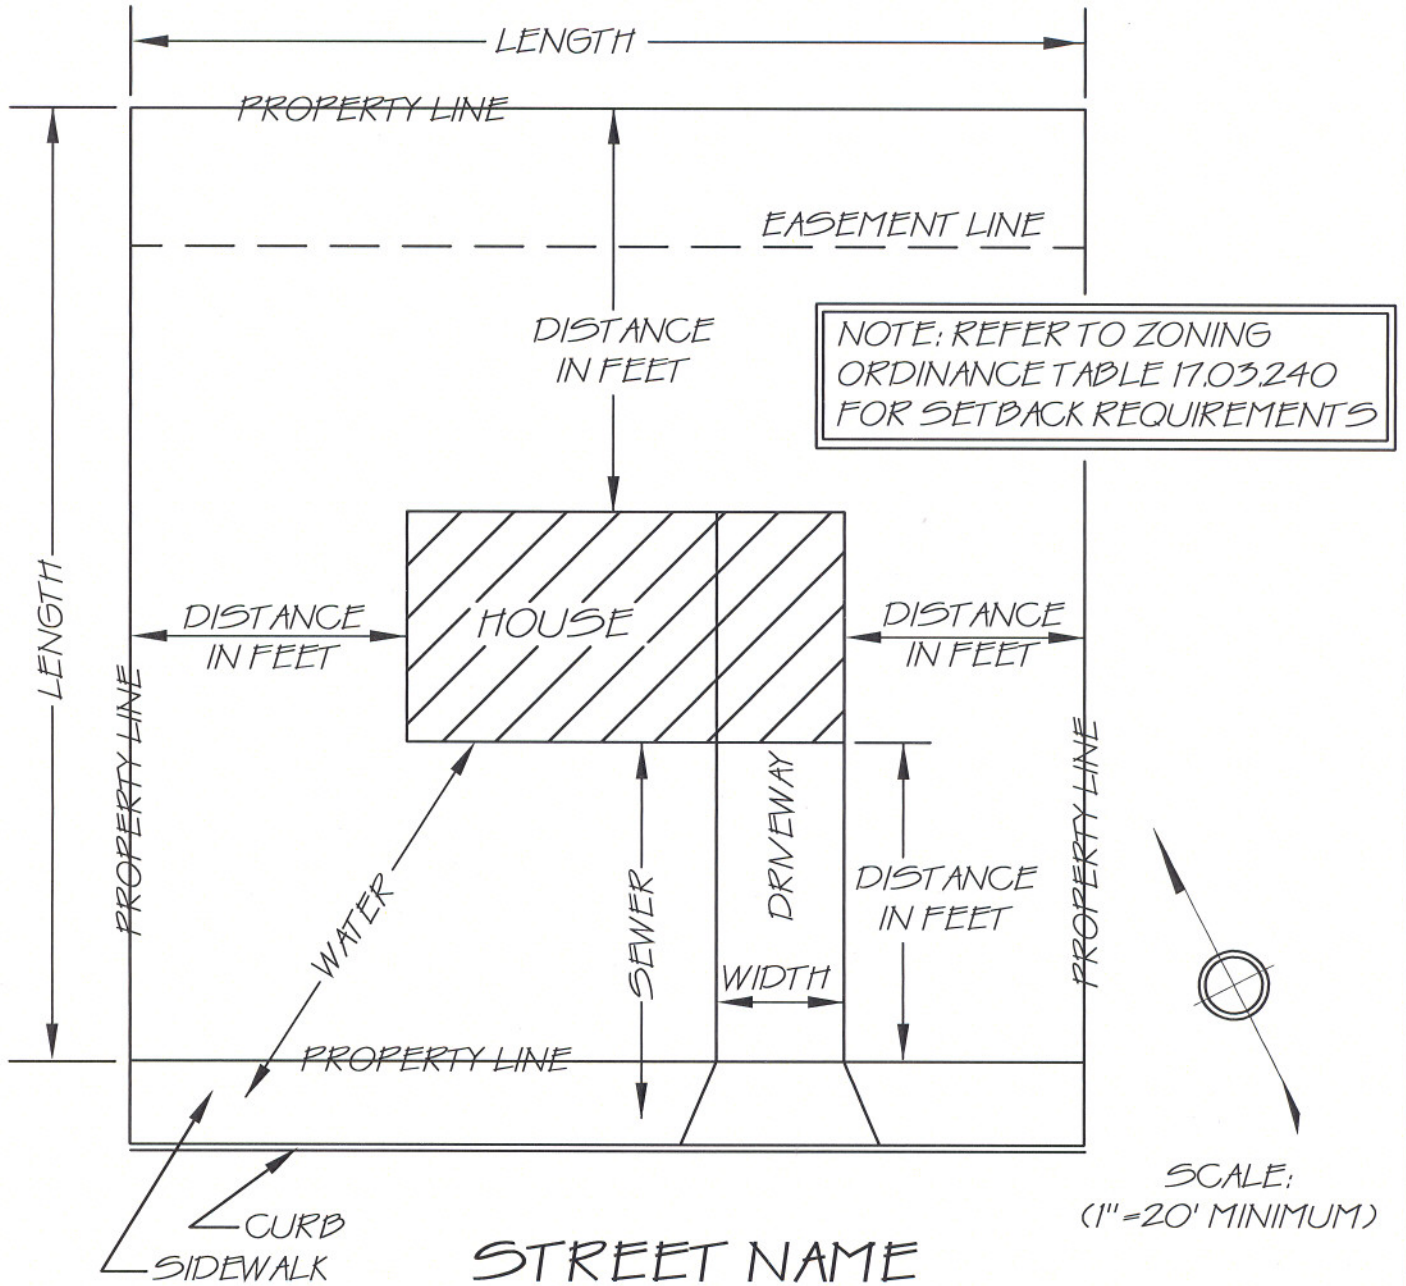 LENGTH
PROPERTY LINE
EASEMENT LINE
DISTANCE
IN FEET
NOTE: REFER TO ZONING
ORDINANCE TABLE 17.03.240
FOR SETBACK REQUIREMENTS
LENGTH
DISTANCE
IN FEET
HOUSE
DISTANCE
IN FEET
PROPERTY LINE
PROPERTY LINE
WATER
SEWER
DRIVEWAY
DISTANCE
IN FEET
WIDTH
PROPERTY LINE
SCALE:
(1"=20' MINIMUM)
CURB
SIDEWALK
STREET NAME